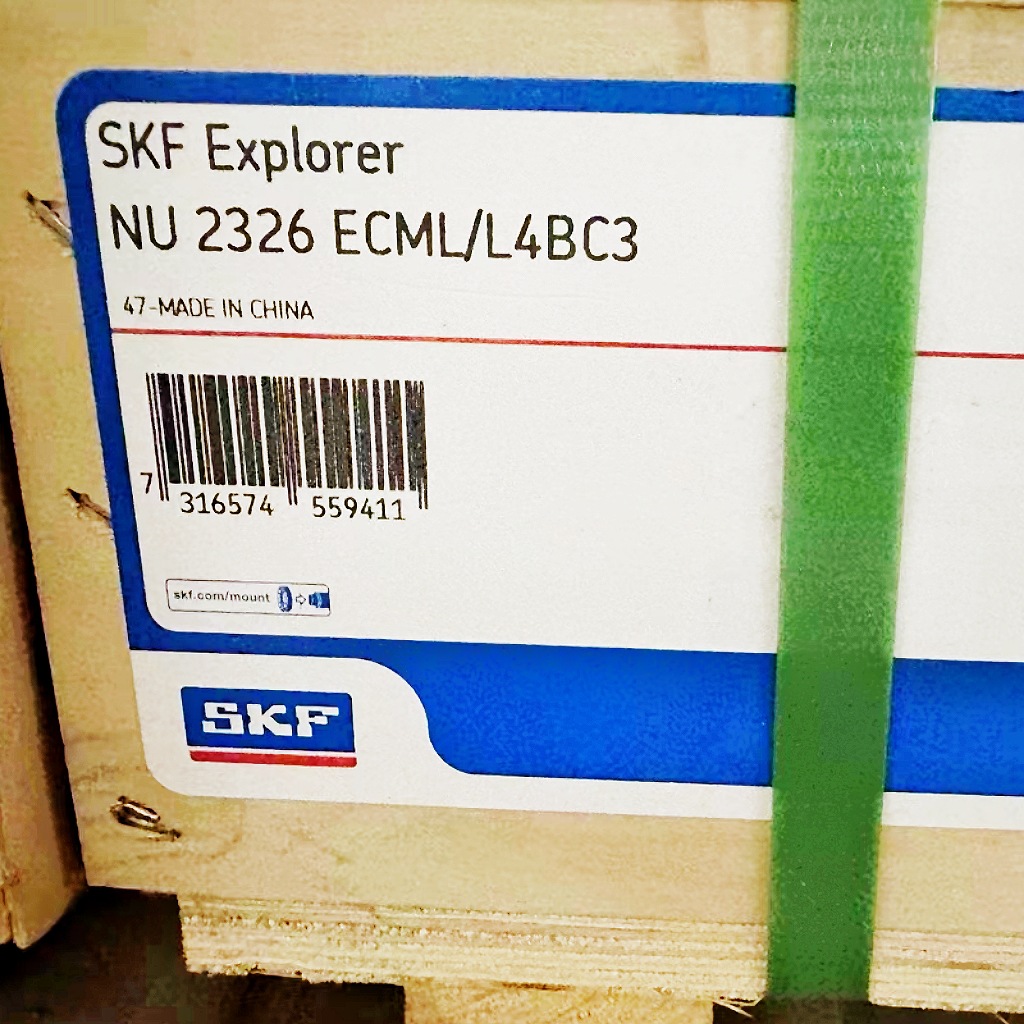 SKF Explorer
NU 2326 ECML/L4BC3
47-MADE IN CHINA
7 316574 559411
skf.com/mount
SKF